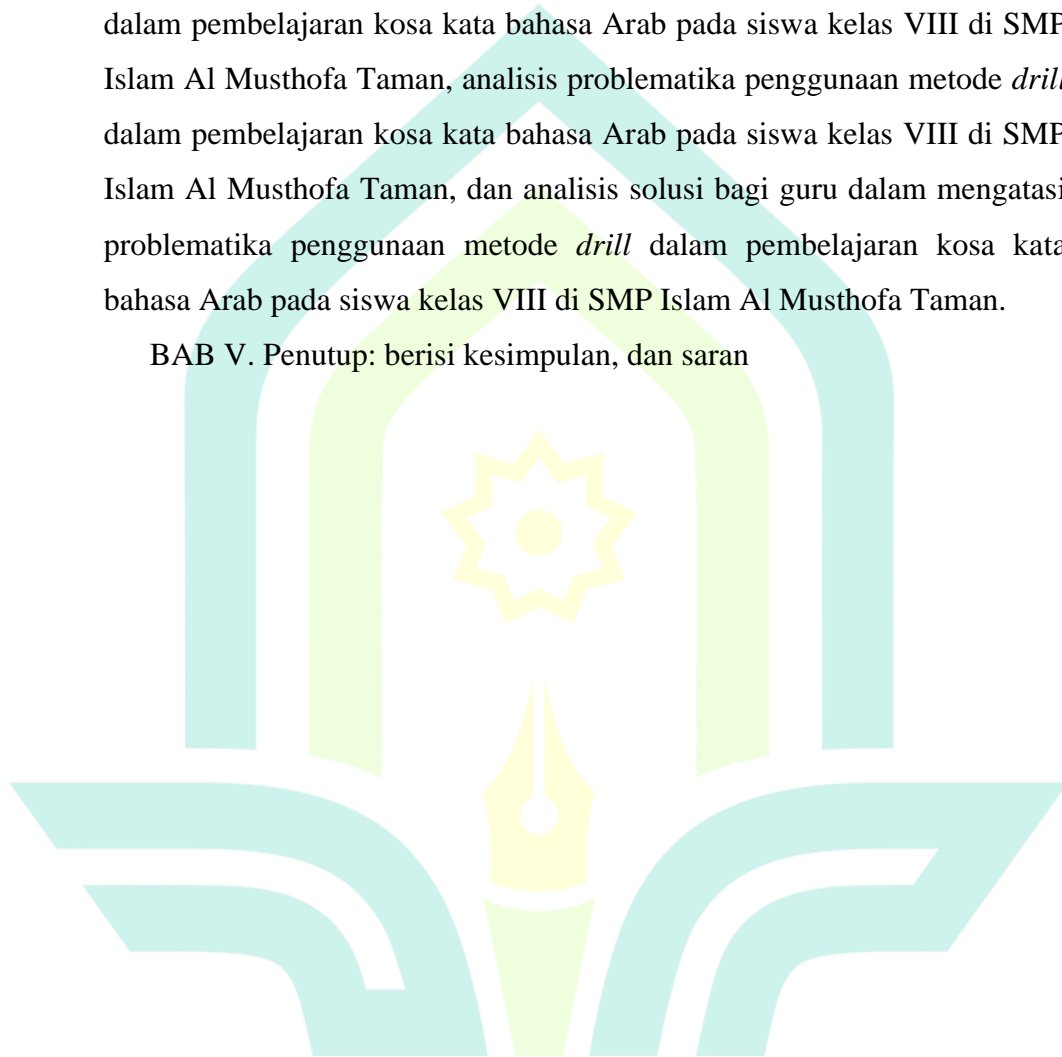 dalam pembelajaran kosa kata bahasa Arab pada siswa kelas VIII di SMP
Islam Al Musthofa Taman, analisis problematika penggunaan metode drill
dalam pembelajaran kosa kata bahasa Arab pada siswa kelas VIII di SMP
Islam Al Musthofa Taman, dan analisis solusi bagi guru dalam mengatasi
problematika penggunaan metode drill dalam pembelajaran kosa kata
bahasa Arab pada siswa kelas VIII di SMP Islam Al Musthofa Taman.
BAB V. Penutup: berisi kesimpulan, dan saran